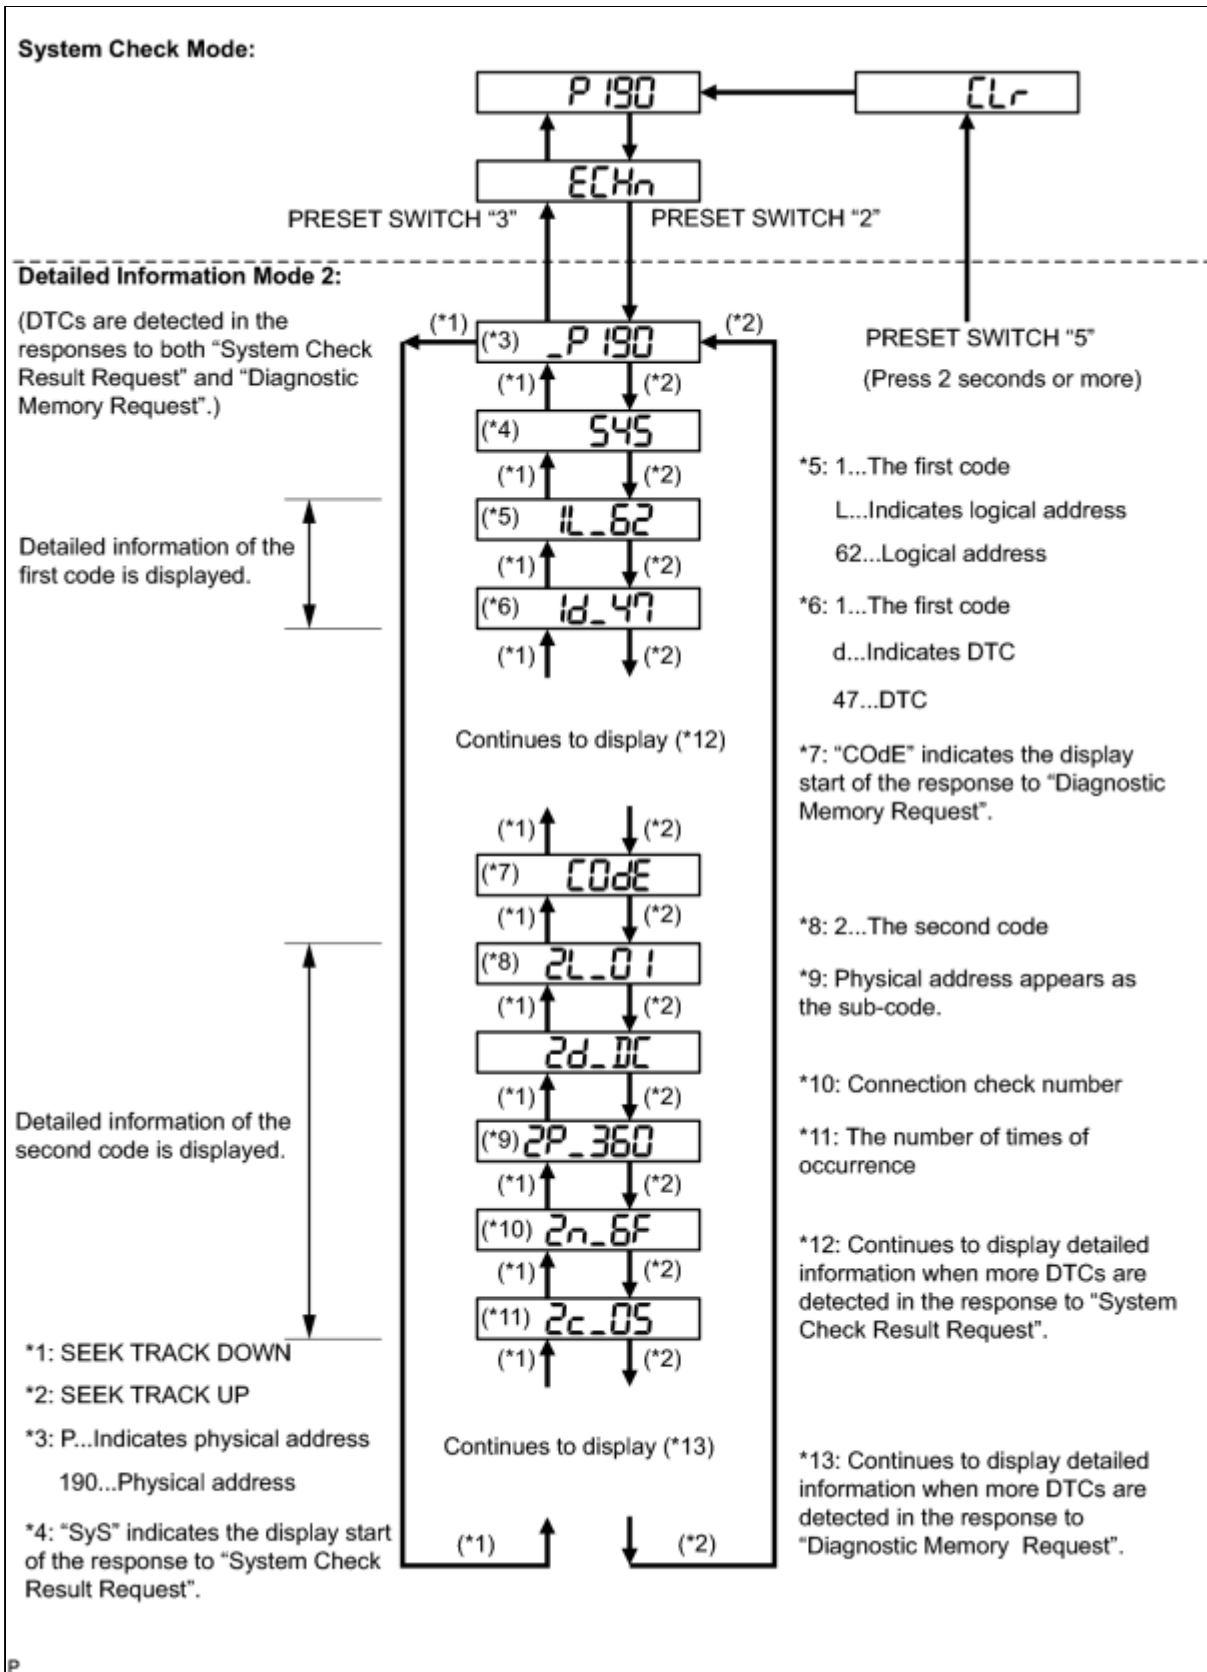 System Check Mode:
P190
CLr
ECHn
PRESET SWITCH “3”
PRESET SWITCH “2”
Detailed Information Mode 2:
(DTCs are detected in the
responses to both “System Check
Result Request” and “Diagnostic
Memory Request”.)
(*1)
(*3) _P190
(*2)
PRESET SWITCH “5”
(Press 2 seconds or more)
(*1) (*2)
(*4) SYS
(*1) (*2)
Detailed information of the
first code is displayed.
(*5) 1L_62
(*1) (*2)
(*6) 1d_47
(*1) (*2)
Continues to display (*12)
*5: 1...The first code
L...Indicates logical address
62...Logical address
*6: 1...The first code
d...Indicates DTC
47...DTC
*7: “COdE” indicates the display
start of the response to “Diagnostic
Memory Request”.
(*1) (*2)
(*7) COdE
(*1) (*2)
(*8) 2L_01
(*1) (*2)
2d_DC
(*1) (*2)
Detailed information of the
second code is displayed.
(*9) 2P_360
(*1) (*2)
(*10) 2n_6F
(*1) (*2)
(*11) 2c_05
(*1) (*2)
Continues to display (*13)
(*1) (*2)
*8: 2...The second code
*9: Physical address appears as
the sub-code.
*10: Connection check number
*11: The number of times of
occurrence
*12: Continues to display detailed
information when more DTCs are
detected in the response to “System
Check Result Request”.
*13: Continues to display detailed
information when more DTCs are
detected in the response to
“Diagnostic Memory Request”.
*1: SEEK TRACK DOWN
*2: SEEK TRACK UP
*3: P...Indicates physical address
190...Physical address
*4: “SyS” indicates the display start
of the response to “System Check
Result Request”.
P